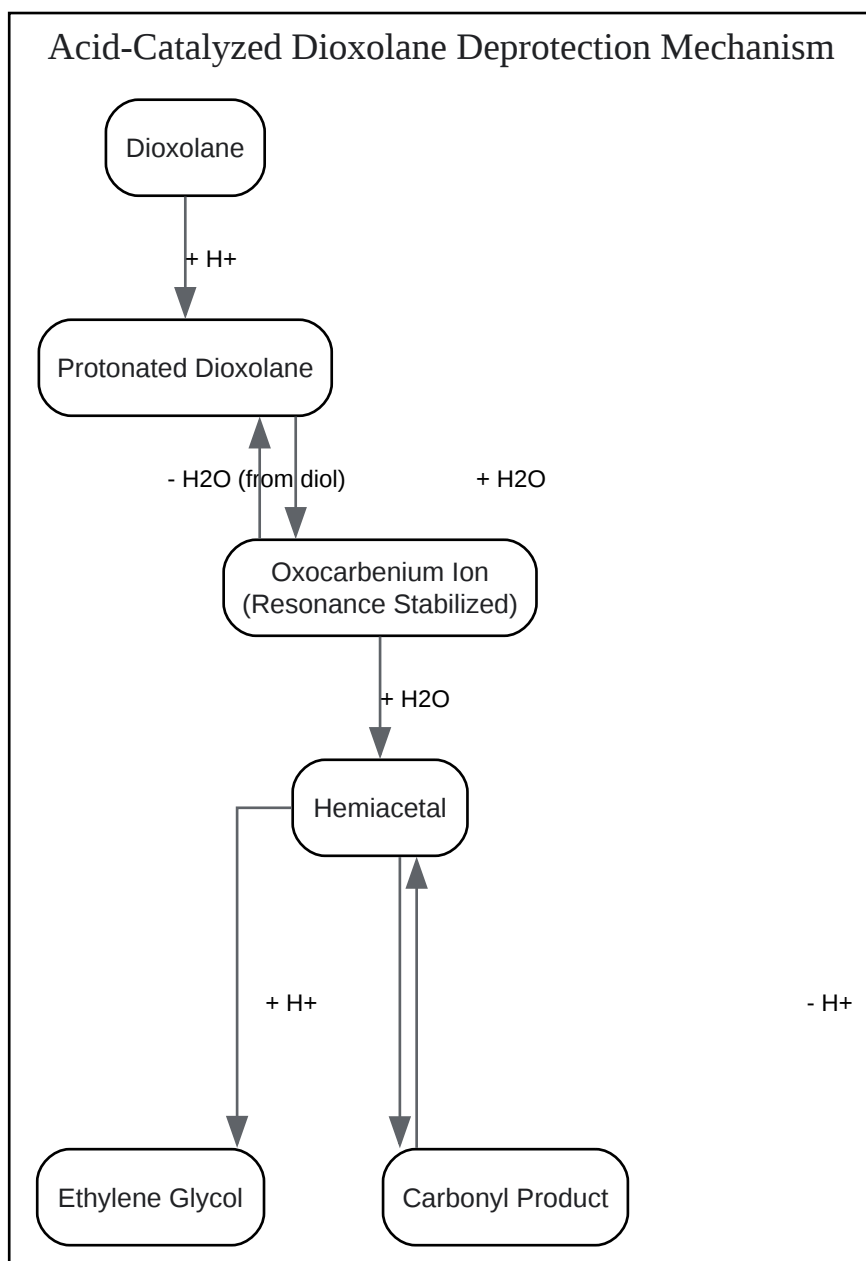 Acid-Catalyzed Dioxolane Deprotection Mechanism
Dioxolane
+ H+
Protonated Dioxolane
- H2O (from diol)
+ H2O
Oxocarbenium Ion
(Resonance Stabilized)
+ H2O
Hemiacetal
+ H+
- H+
Ethylene Glycol
Carbonyl Product